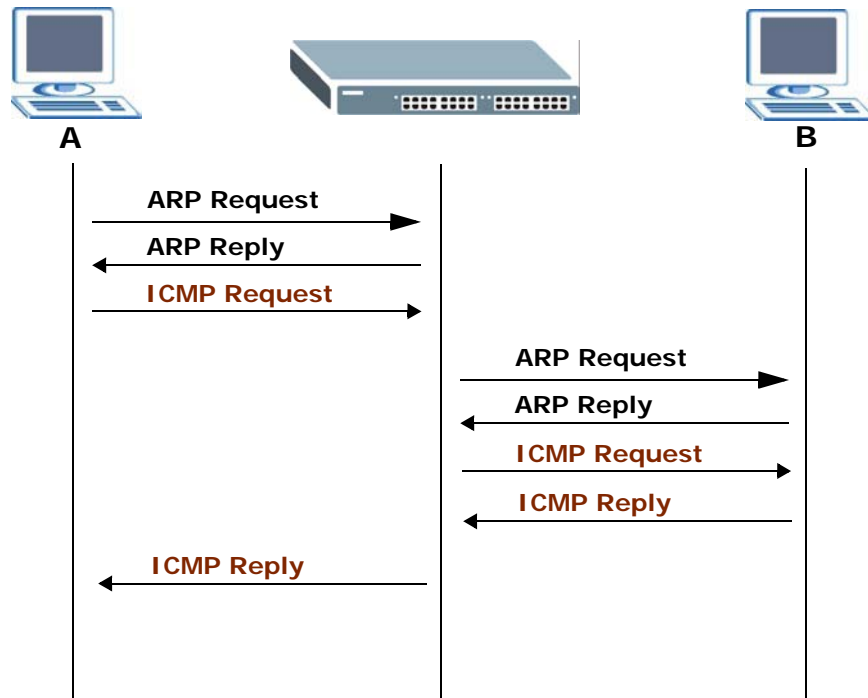 A
B
ARP Request
ARP Reply
ICMP Request
ARP Request
ARP Reply
ICMP Request
ICMP Reply
ICMP Reply